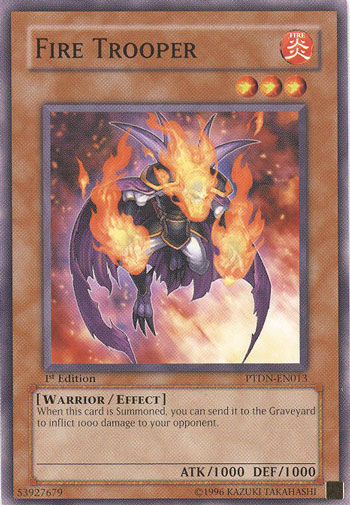 FIRE TROOPER
FIRE
炎
1st Edition
PTDN-EN013
[WARRIOR/EFFECT]
When this card is Summoned, you can send it to the Graveyard
to inflict 1000 damage to your opponent.
ATK/1000 DEF/1000
53927679
©1996 KAZUKI TAKAHASHI